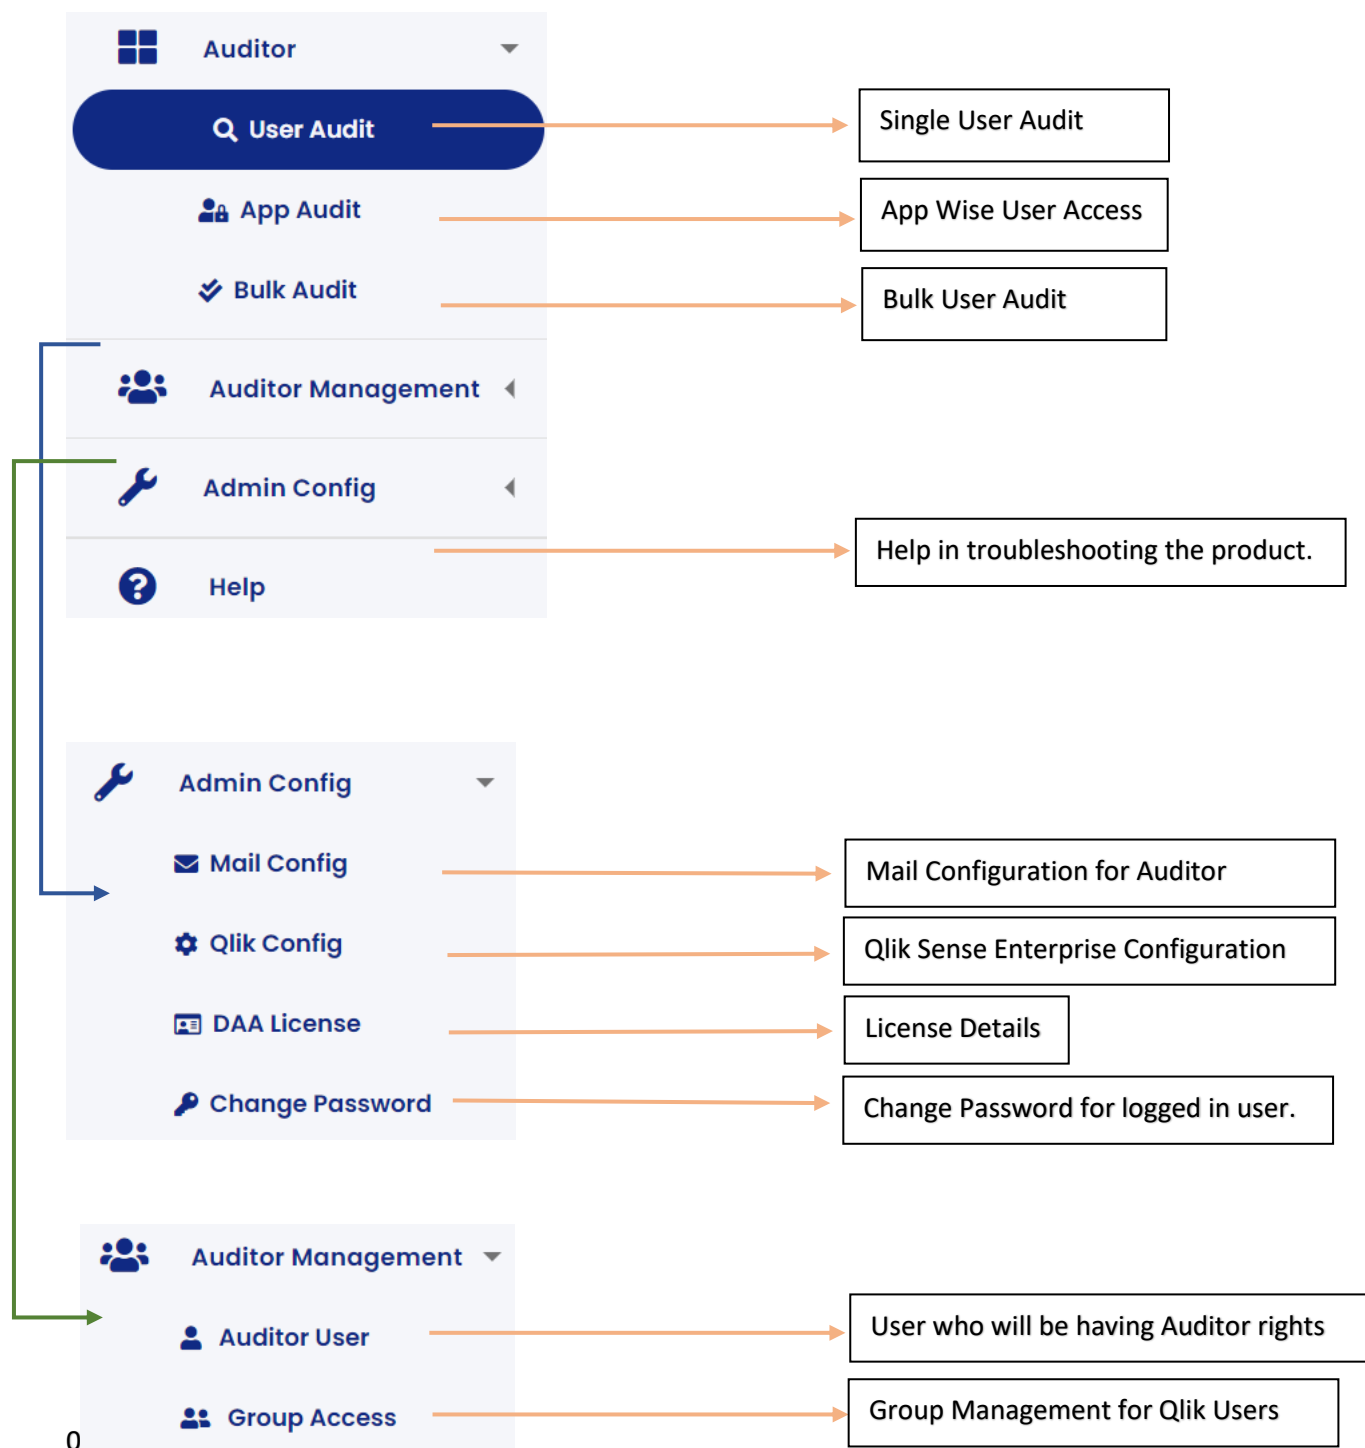 Auditor
User Audit
Single User Audit
App Audit
App Wise User Access
Bulk Audit
Bulk User Audit
Auditor Management
Admin Config
Help in troubleshooting the product.
Help
Admin Config
Mail Config
Mail Configuration for Auditor
Qlik Config
Qlik Sense Enterprise Configuration
DAA License
License Details
Change Password
Change Password for logged in user.
Auditor Management
Auditor User
User who will be having Auditor rights
Group Access
Group Management for Qlik Users
0